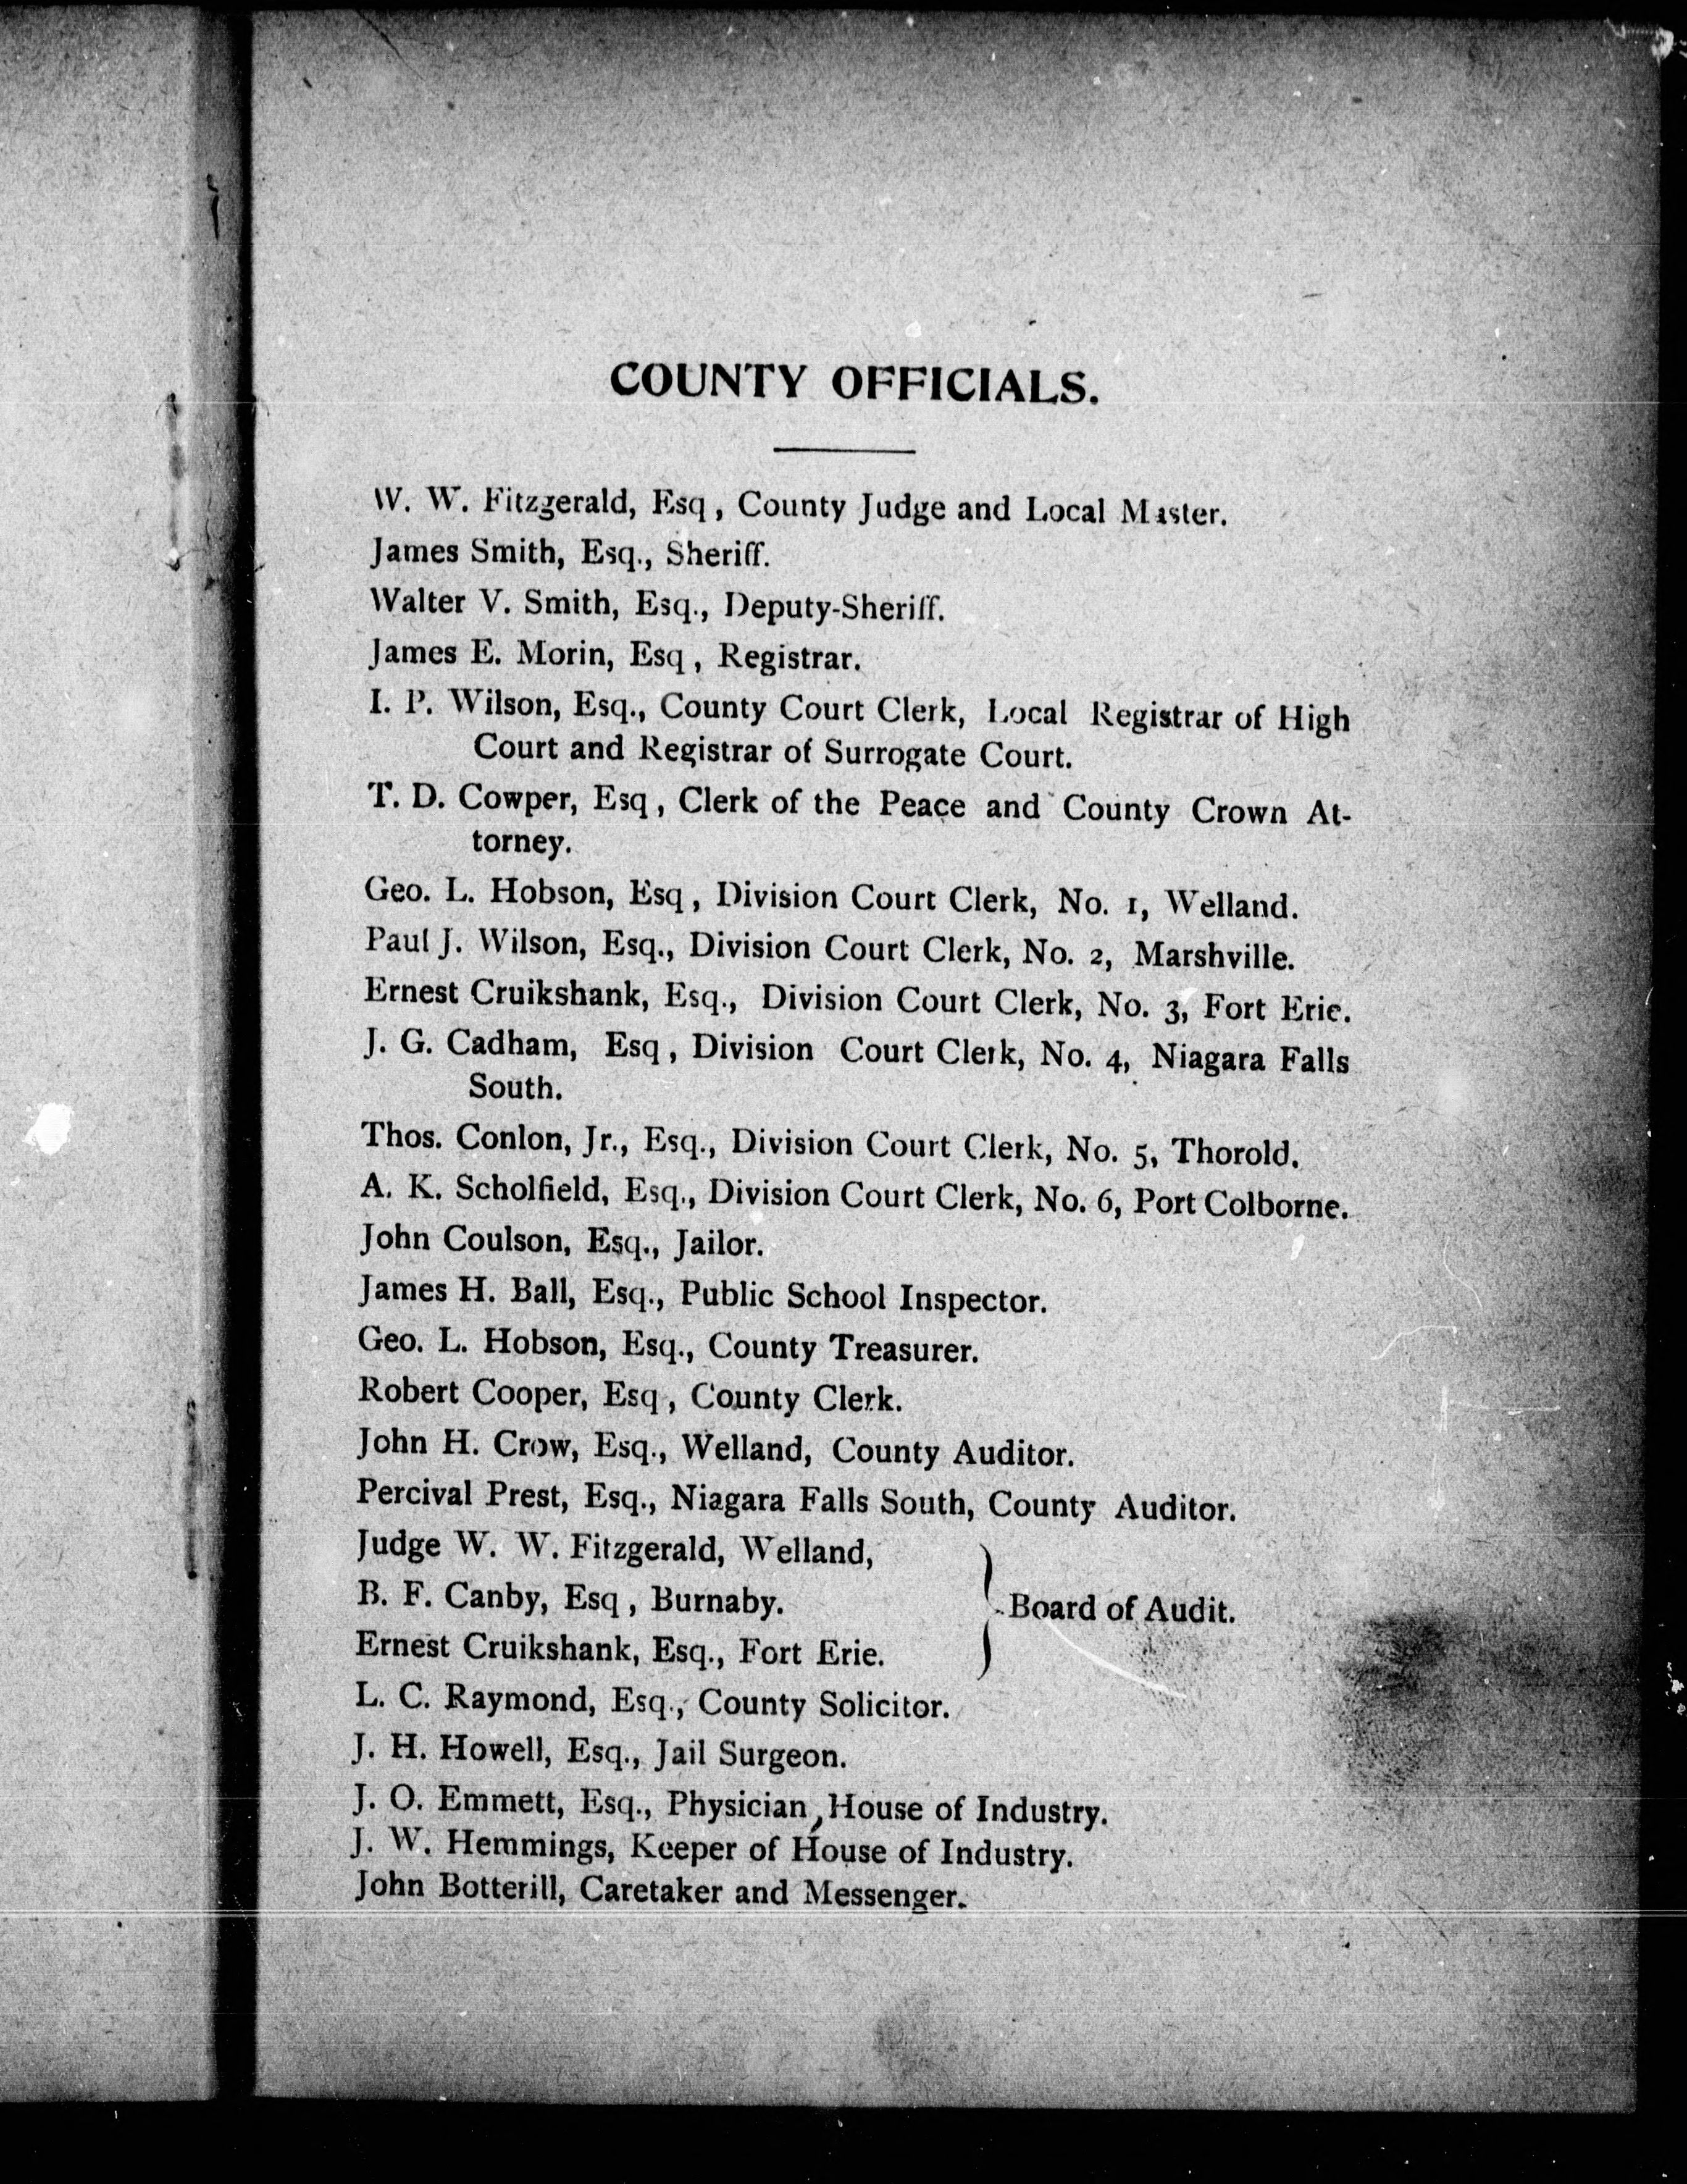 COUNTY OFFICIALS.
W. W. Fitzgerald, Esq , County Judge and Local Master.
James Smith, Esq., Sheriff.
Walter V. Smith, Esq., Deputy-Sheriff.
James E. Morin, Esq , Registrar.
I. P. Wilson, Esq., County Court Clerk, Local Registrar of High
Court and Registrar of Surrogate Court.
T. D. Cowper, Esq , Clerk of the Peace and County Crown At-
torney.
Geo. L. Hobson, Esq , Division Court Clerk, No. 1, Welland.
Paul J. Wilson, Esq., Division Court Clerk, No. 2, Marshville.
Ernest Cruikshank, Esq., Division Court Clerk, No. 3, Fort Erie.
J. G. Cadham, Esq , Division Court Clerk, No. 4, Niagara Falls
South.
Thos. Conlon, Jr., Esq., Division Court Clerk, No. 5, Thorold.
A. K. Scholfield, Esq., Division Court Clerk, No. 6, Port Colborne.
John Coulson, Esq., Jailor.
James H. Ball, Esq., Public School Inspector.
Geo. L. Hobson, Esq., County Treasurer.
Robert Cooper, Esq , County Clerk.
John H. Crow, Esq., Welland, County Auditor.
Percival Prest, Esq., Niagara Falls South, County Auditor.
Judge W. W. Fitzgerald, Welland,
B. F. Canby, Esq , Burnaby.
Board of Audit.
Ernest Cruikshank, Esq., Fort Erie.
L. C. Raymond, Esq., County Solicitor.
J. H. Howell, Esq., Jail Surgeon.
J. O. Emmett, Esq., Physician, House of Industry.
J. W. Hemmings, Keeper of House of Industry.
John Botterill, Caretaker and Messenger.